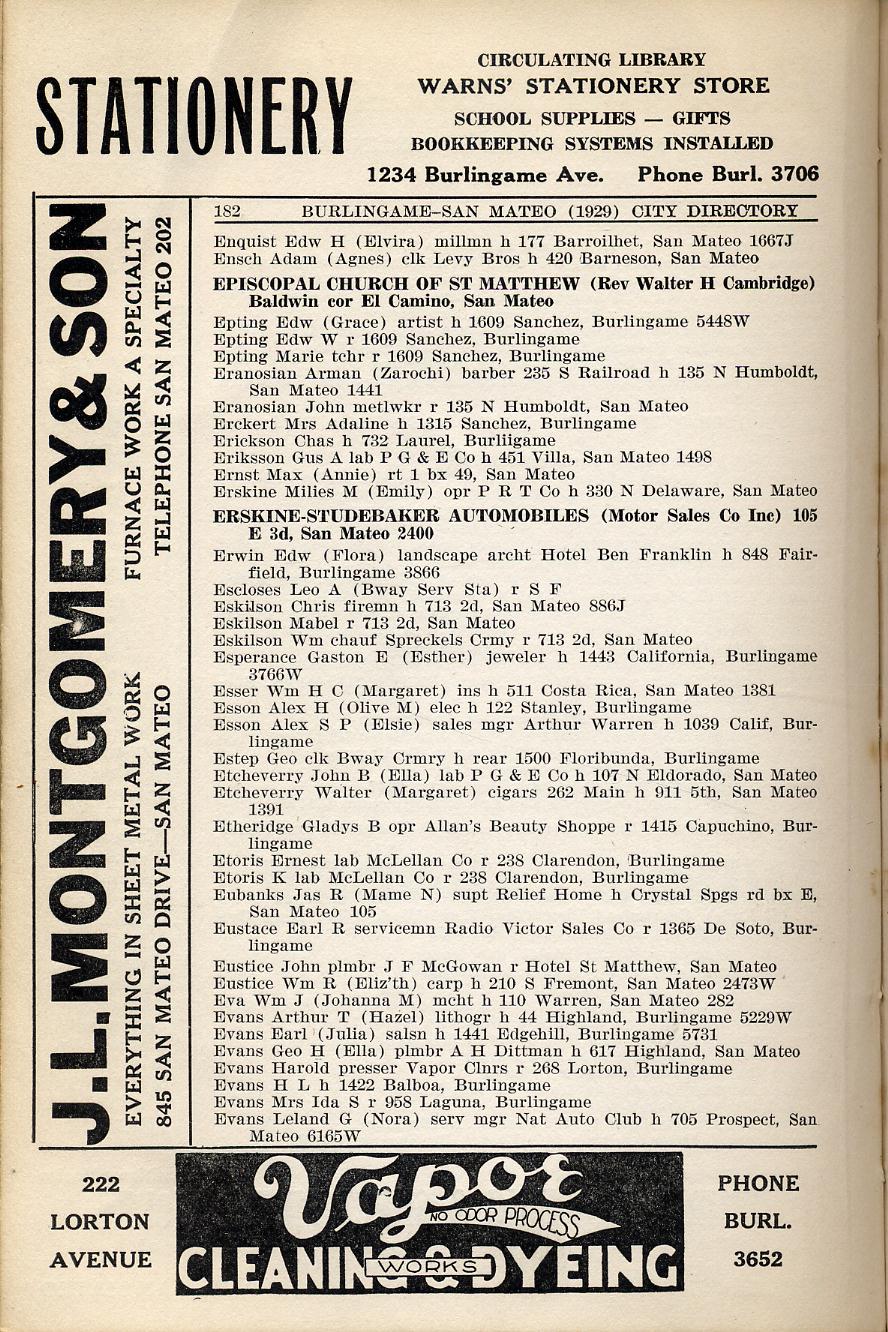 STATIONERY
CIRCULATING LIBRARY
WARNS' STATIONERY STORE
SCHOOL SUPPLIES — GIFTS
BOOKKEEPING SYSTEMS INSTALLED
1234 Burlingame Ave. Phone Burl. 3706
J.L.MONTGOMERY & SON
EVERYTHING IN SHEET METAL WORK FURNACE WORK A SPECIALTY
845 SAN MATEO DRIVE—SAN MATEO TELEPHONE SAN MATEO 202
182 BURLINGAME–SAN MATEO (1929) CITY DIRECTORY
Enquist Edw H (Elvira) millmn h 177 Barroilhet, San Mateo 1667J
Ensch Adam (Agnes) clk Levy Bros h 420 Barneson, San Mateo
EPISCOPAL CHURCH OF ST MATTHEW (Rev Walter H Cambridge)
Baldwin cor El Camino, San Mateo
Epting Edw (Grace) artist h 1609 Sanchez, Burlingame 5448W
Epting Edw W r 1609 Sanchez, Burlingame
Epting Marie tchr r 1609 Sanchez, Burlingame
Eranosian Arman (Zarochi) barber 235 S Railroad h 135 N Humboldt,
San Mateo 1441
Eranosian John metlwkr r 135 N Humboldt, San Mateo
Erckert Mrs Adaline h 1315 Sanchez, Burlingame
Erickson Chas h 732 Laurel, Burliigame
Eriksson Gus A lab P G & E Co h 451 Villa, San Mateo 1498
Ernst Max (Annie) rt 1 bx 49, San Mateo
Erskine Milies M (Emily) opr P R T Co h 330 N Delaware, San Mateo
ERSKINE-STUDEBAKER AUTOMOBILES (Motor Sales Co Inc) 105
E 3d, San Mateo 2400
Erwin Edw (Flora) landscape archt Hotel Ben Franklin h 848 Fair-
field, Burlingame 3866
Escloses Leo A (Bway Serv Sta) r S F
Eskilson Chris firemn h 713 2d, San Mateo 886J
Eskilson Mabel r 713 2d, San Mateo
Eskilson Wm chauf Spreckels Crmy r 713 2d, San Mateo
Esperance Gaston E (Esther) jeweler h 1443 California, Burlingame
3766W
Esser Wm H C (Margaret) ins h 511 Costa Rica, San Mateo 1381
Esson Alex H (Olive M) elec h 122 Stanley, Burlingame
Esson Alex S P (Elsie) sales mgr Arthur Warren h 1039 Calif, Bur-
lingame
Estep Geo clk Bway Crmry h rear 1500 Floribunda, Burlingame
Etcheverry John B (Ella) lab P G & E Co h 107 N Eldorado, San Mateo
Etcheverry Walter (Margaret) cigars 262 Main h 911 5th, San Mateo
1391
Etheridge Gladys B opr Allan's Beauty Shoppe r 1415 Capuchino, Bur-
lingame
Etoris Ernest lab McLellan Co r 238 Clarendon, Burlingame
Etoris K lab McLellan Co r 238 Clarendon, Burlingame
Eubanks Jas R (Mame N) supt Relief Home h Crystal Spgs rd bx E,
San Mateo 105
Eustace Earl R servicemn Radio Victor Sales Co r 1365 De Soto, Bur-
lingame
Eustice John plmbr J F McGowan r Hotel St Matthew, San Mateo
Eustice Wm R (Eliz'th) carp h 210 S Fremont, San Mateo 2473W
Eva Wm J (Johanna M) mcht h 110 Warren, San Mateo 282
Evans Arthur T (Hazel) lithogr h 44 Highland, Burlingame 5229W
Evans Earl (Julia) salsn h 1441 Edgehill, Burlingame 5731
Evans Geo H (Ella) plmbr A H Dittman h 617 Highland, San Mateo
Evans Harold presser Vapor Clnrs r 268 Lorton, Burlingame
Evans H L h 1422 Balboa, Burlingame
Evans Mrs Ida S r 958 Laguna, Burlingame
Evans Leland G (Nora) serv mgr Nat Auto Club h 705 Prospect, San
Mateo 6165W
222
LORTON
AVENUE
Vapor
NO ODOR PROCESS
CLEANING & DYEING
WORKS
PHONE
BURL.
3652